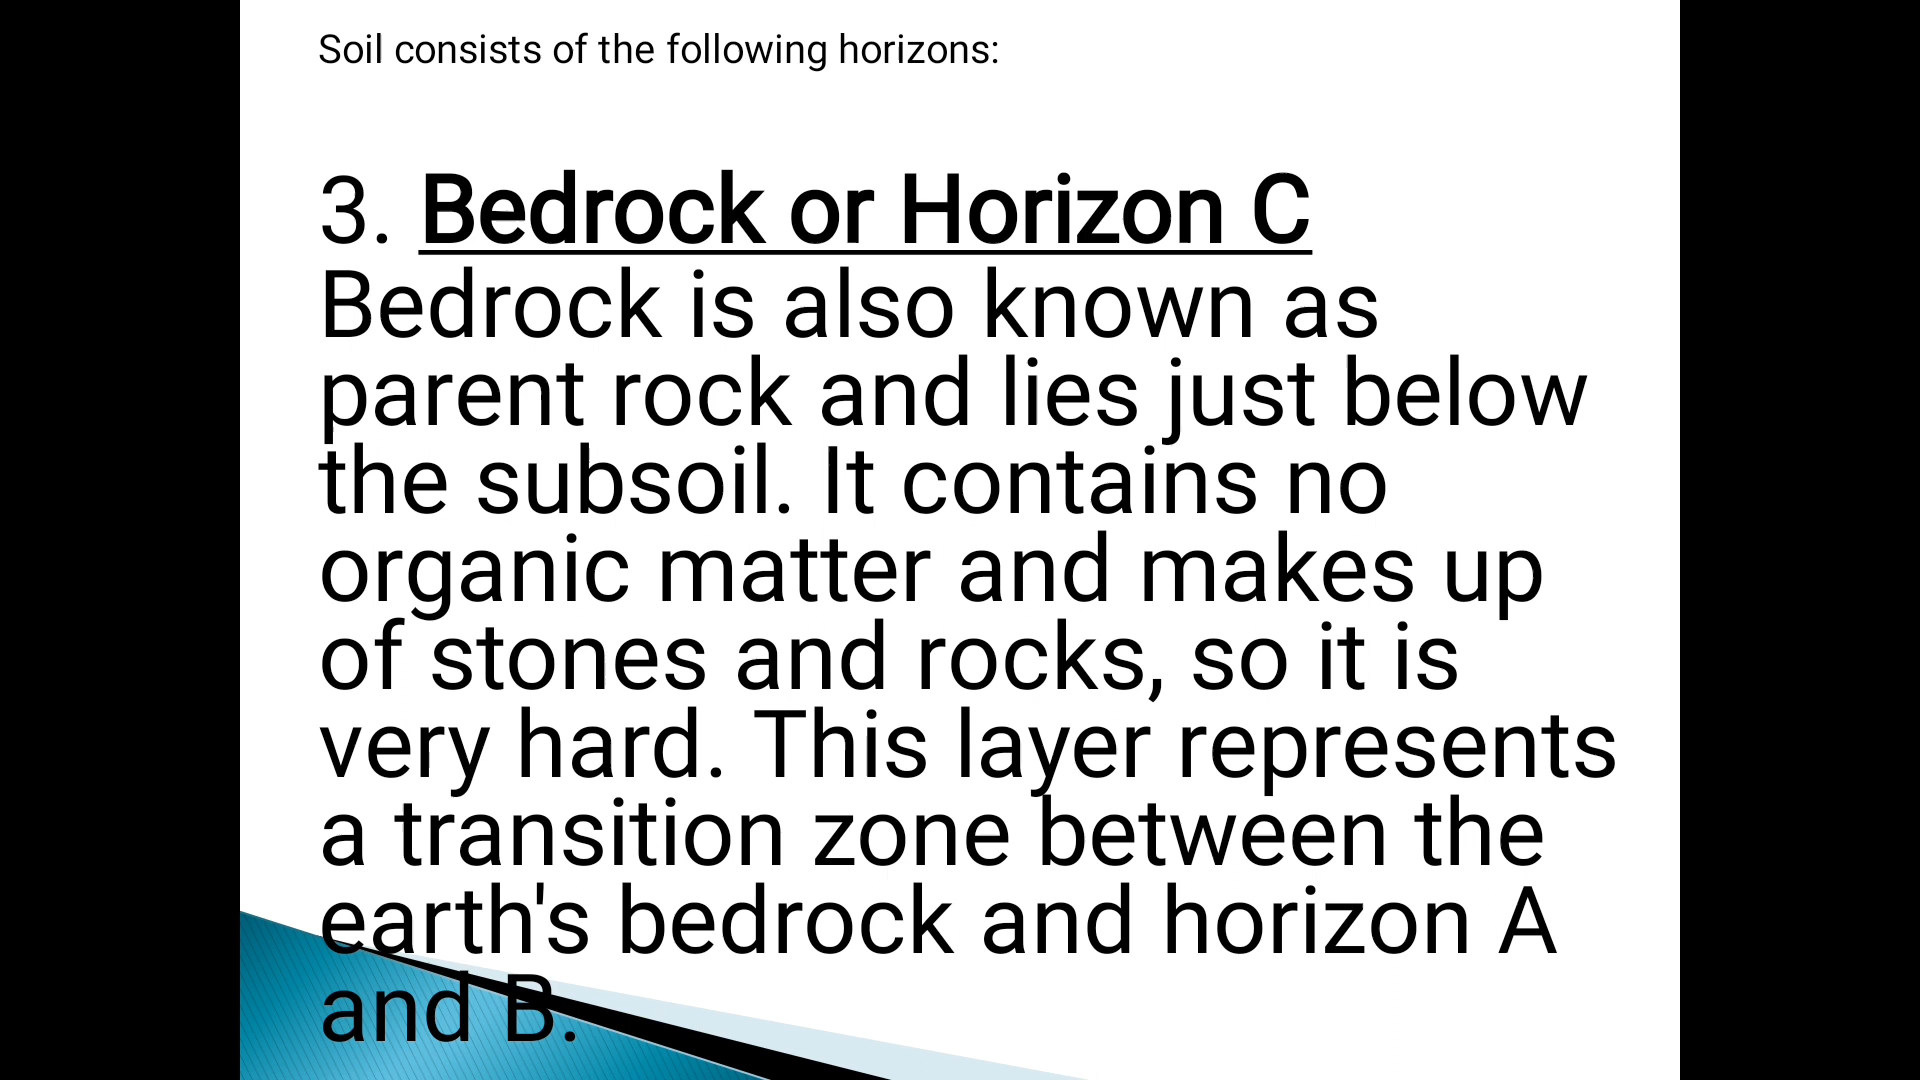 Soil consists of the following horizons:
3. Bedrock or Horizon C
Bedrock is also known as
parent rock and lies just below
the subsoil. It contains no
organic matter and makes up
of stones and rocks, so it is
very hard. This layer represents
a transition zone between the
earth's bedrock and horizon A
and B.